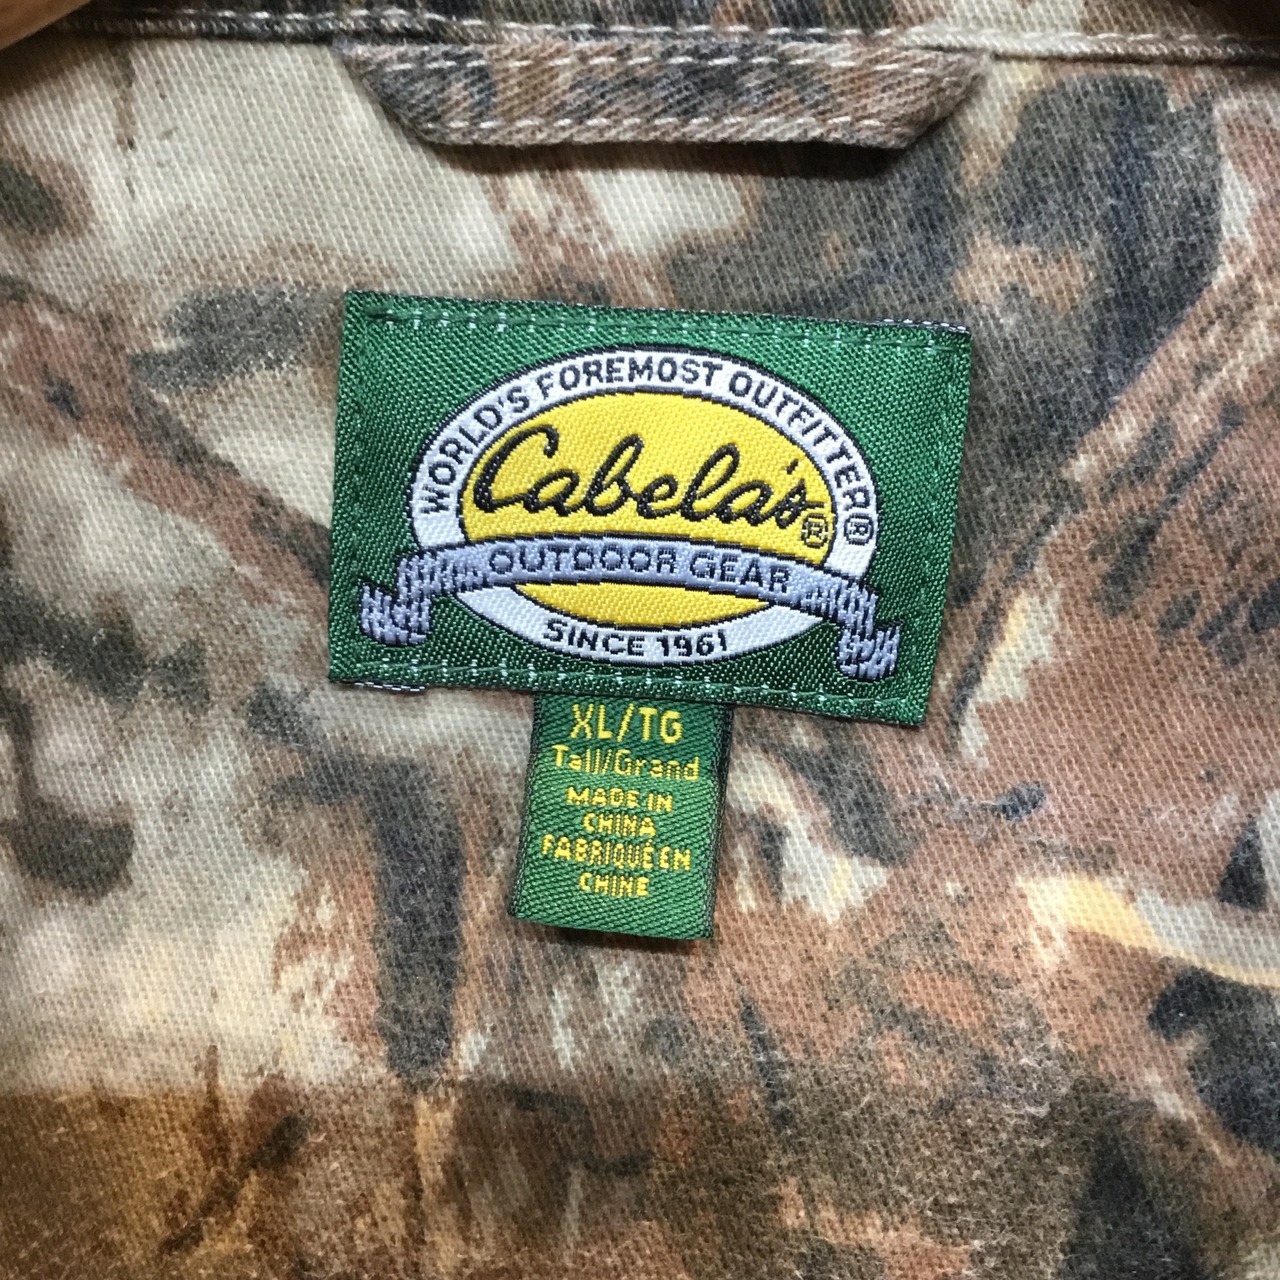 WORLD'S FOREMOST OUTFITTER®
Cabela's®
OUTDOOR GEAR
SINCE 1961
XL/TG
Tall/Grand
MADE IN
CHINA
FABRIQUÉ EN
CHINE